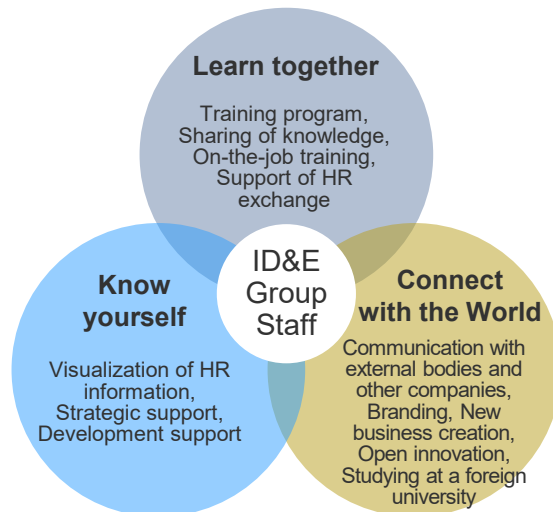 Learn together
Training program,
Sharing of knowledge,
On-the-job training,
Support of HR
exchange
ID&E
Group
Staff
Know
yourself
Visualization of HR
information,
Strategic support,
Development support
Connect
with the World
Communication with
external bodies and
other companies,
Branding, New
business creation,
Open innovation,
Studying at a foreign
university